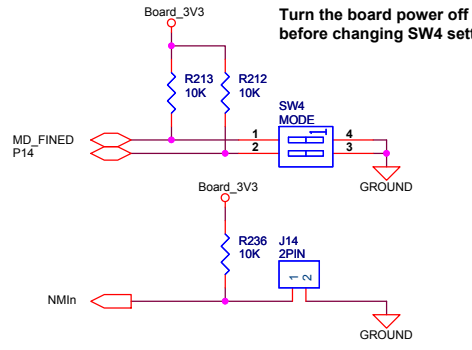 Board_3V3
Turn the board power off
before changing SW4 sett
R213
10K
R212
10K
SW4
MODE
1
MD_FINED
1
4
P14
2
3
GROUND
Board_3V3
R236
10K
J14
2PIN
1
2
NMIn
GROUND